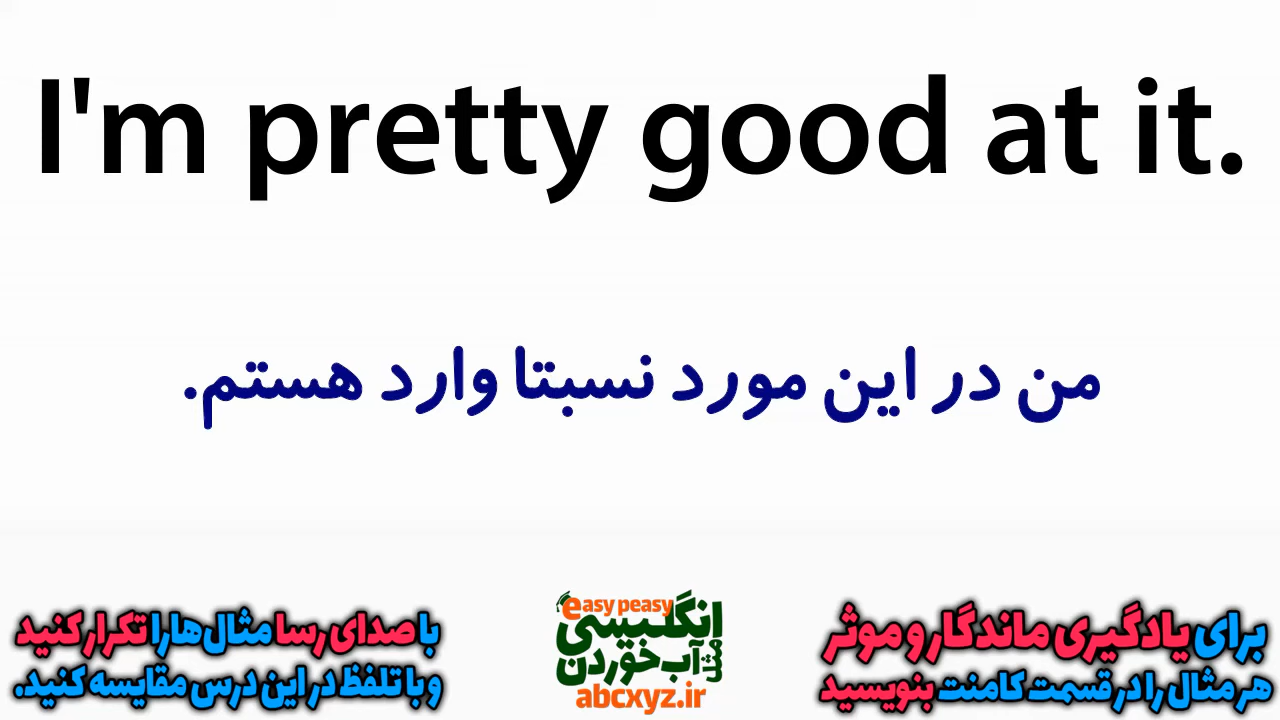 I'm pretty good at it.
من در این مورد نسبتا وارد هستم.
برای یادگیری ماندگار و موثر
هر مثال را در قسمت کامنت بنویسید
easy peasy
انگلیسی
مثل
آب خوردن
abcxyz.ir
با صدای رسا مثال‌ها را تکرار کنید
و با تلفظ در این درس مقایسه کنید.